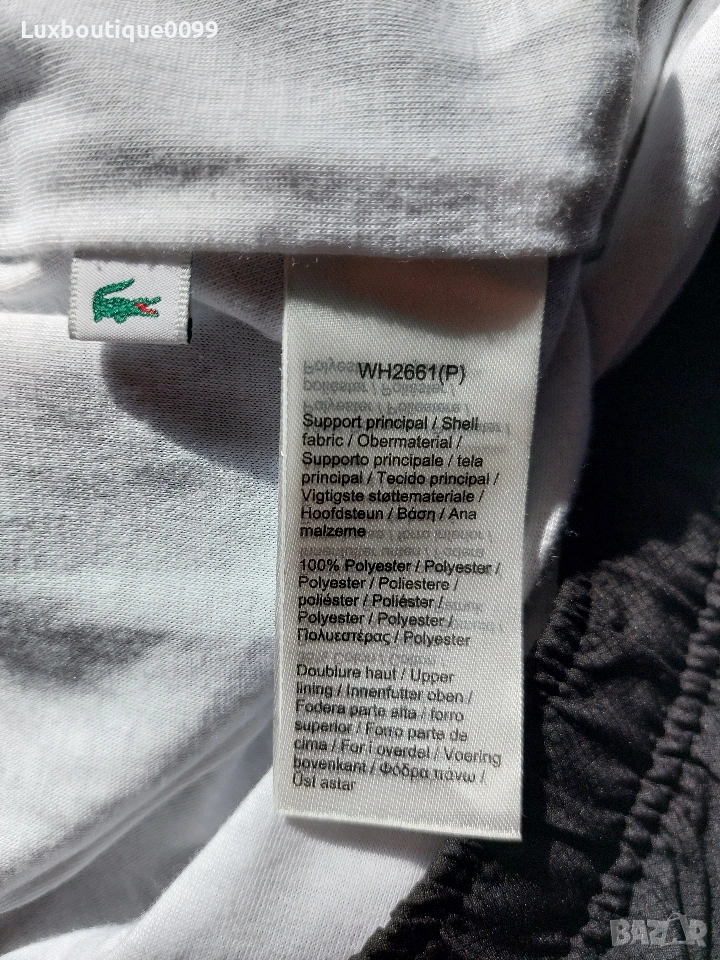 Luxboutique0099
WH2661(P)
Support principal / Shell
fabric / Obermaterial /
Supporto principale / tela
principal / Tecido principal /
Vigtigste støttemateriale /
Hoofdsteun / Βάση / Ana
malzeme
100% Polyester / Polyester /
Polyester / Poliestere /
poliéster / Poliéster /
Polyester / Polyester /
Πολυεστέρας / Polyester
Doublure haut / Upper
lining / Innenfutter oben /
Fodera parte alta / forro
superior / Forro parte de
cima / For i overdel / Voering
bovenkant / Φόδρα πάνω /
Üst astar
BAZAR